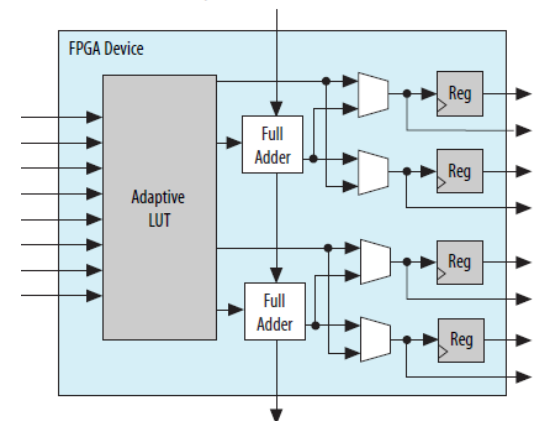 FPGA Device
Adaptive
LUT
Full
Adder
Full
Adder
Reg
Reg
Reg
Reg